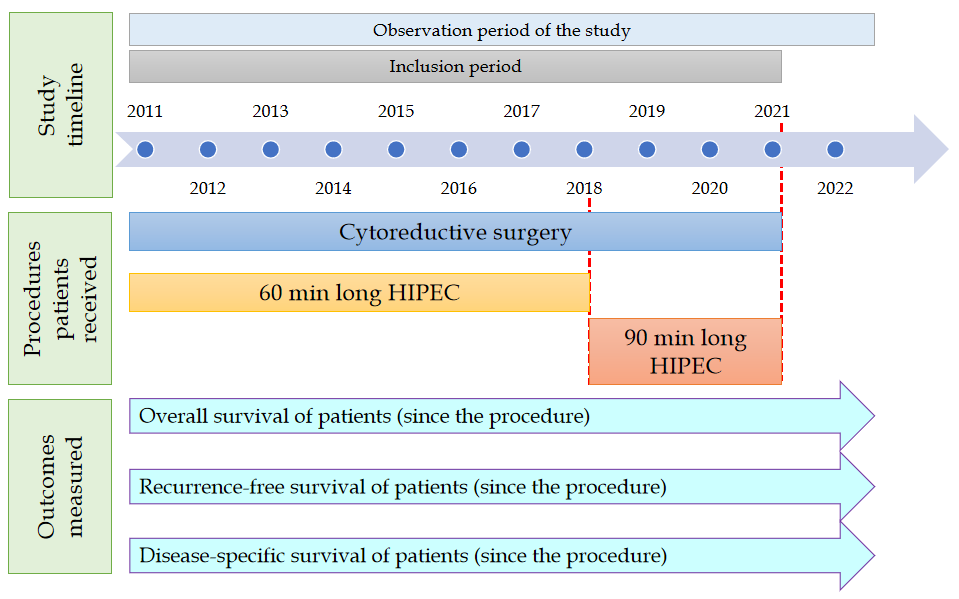 Study
timeline
Observation period of the study
Inclusion period
2011
2013
2015
2017
2019
2021
2012
2014
2016
2018
2020
2022
Procedures
patients
received
Cytoreductive surgery
60 min long HIPEC
90 min long
HIPEC
Outcomes
measured
Overall survival of patients (since the procedure)
Recurrence-free survival of patients (since the procedure)
Disease-specific survival of patients (since the procedure)